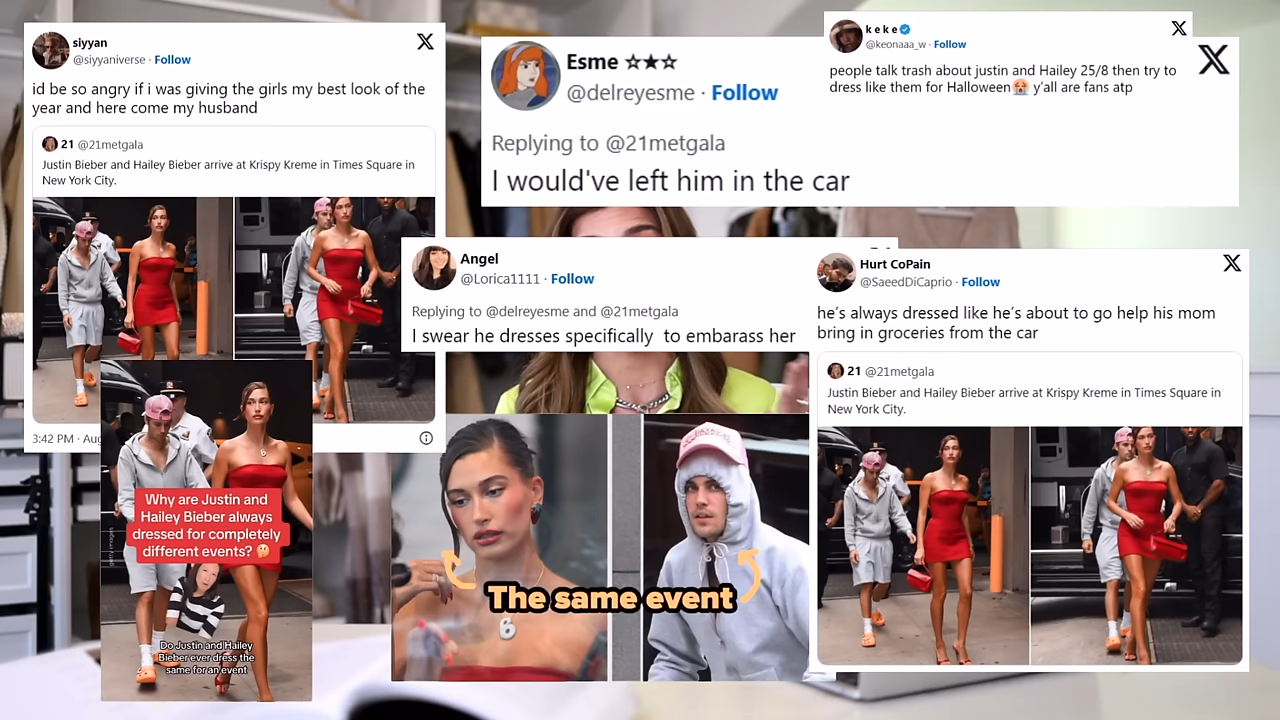 siyyan
@siyyaniverse · Follow
id be so angry if i was giving the girls my best look of the
year and here come my husband
21 @21metgala
Justin Bieber and Hailey Bieber arrive at Krispy Kreme in Times Square in
New York City.
3:42 PM · Aug
Why are Justin and
Hailey Bieber always
dressed for completely
different events? 🤔
Do Justin and Hailey
Bieber ever dress the
same for an event
Esme ☆★☆
@delreyesme · Follow
Replying to @21metgala
I would've left him in the car
k e k e
@keonaaa_w · Follow
people talk trash about justin and Hailey 25/8 then try to
dress like them for Halloween😭 y'all are fans atp
Angel
@Lorica1111 · Follow
Replying to @delreyesme and @21metgala
I swear he dresses specifically  to embarass her
6
The same event
Hurt CoPain
@SaeedDiCaprio · Follow
he's always dressed like he's about to go help his mom
bring in groceries from the car
21 @21metgala
Justin Bieber and Hailey Bieber arrive at Krispy Kreme in Times Square in
New York City.